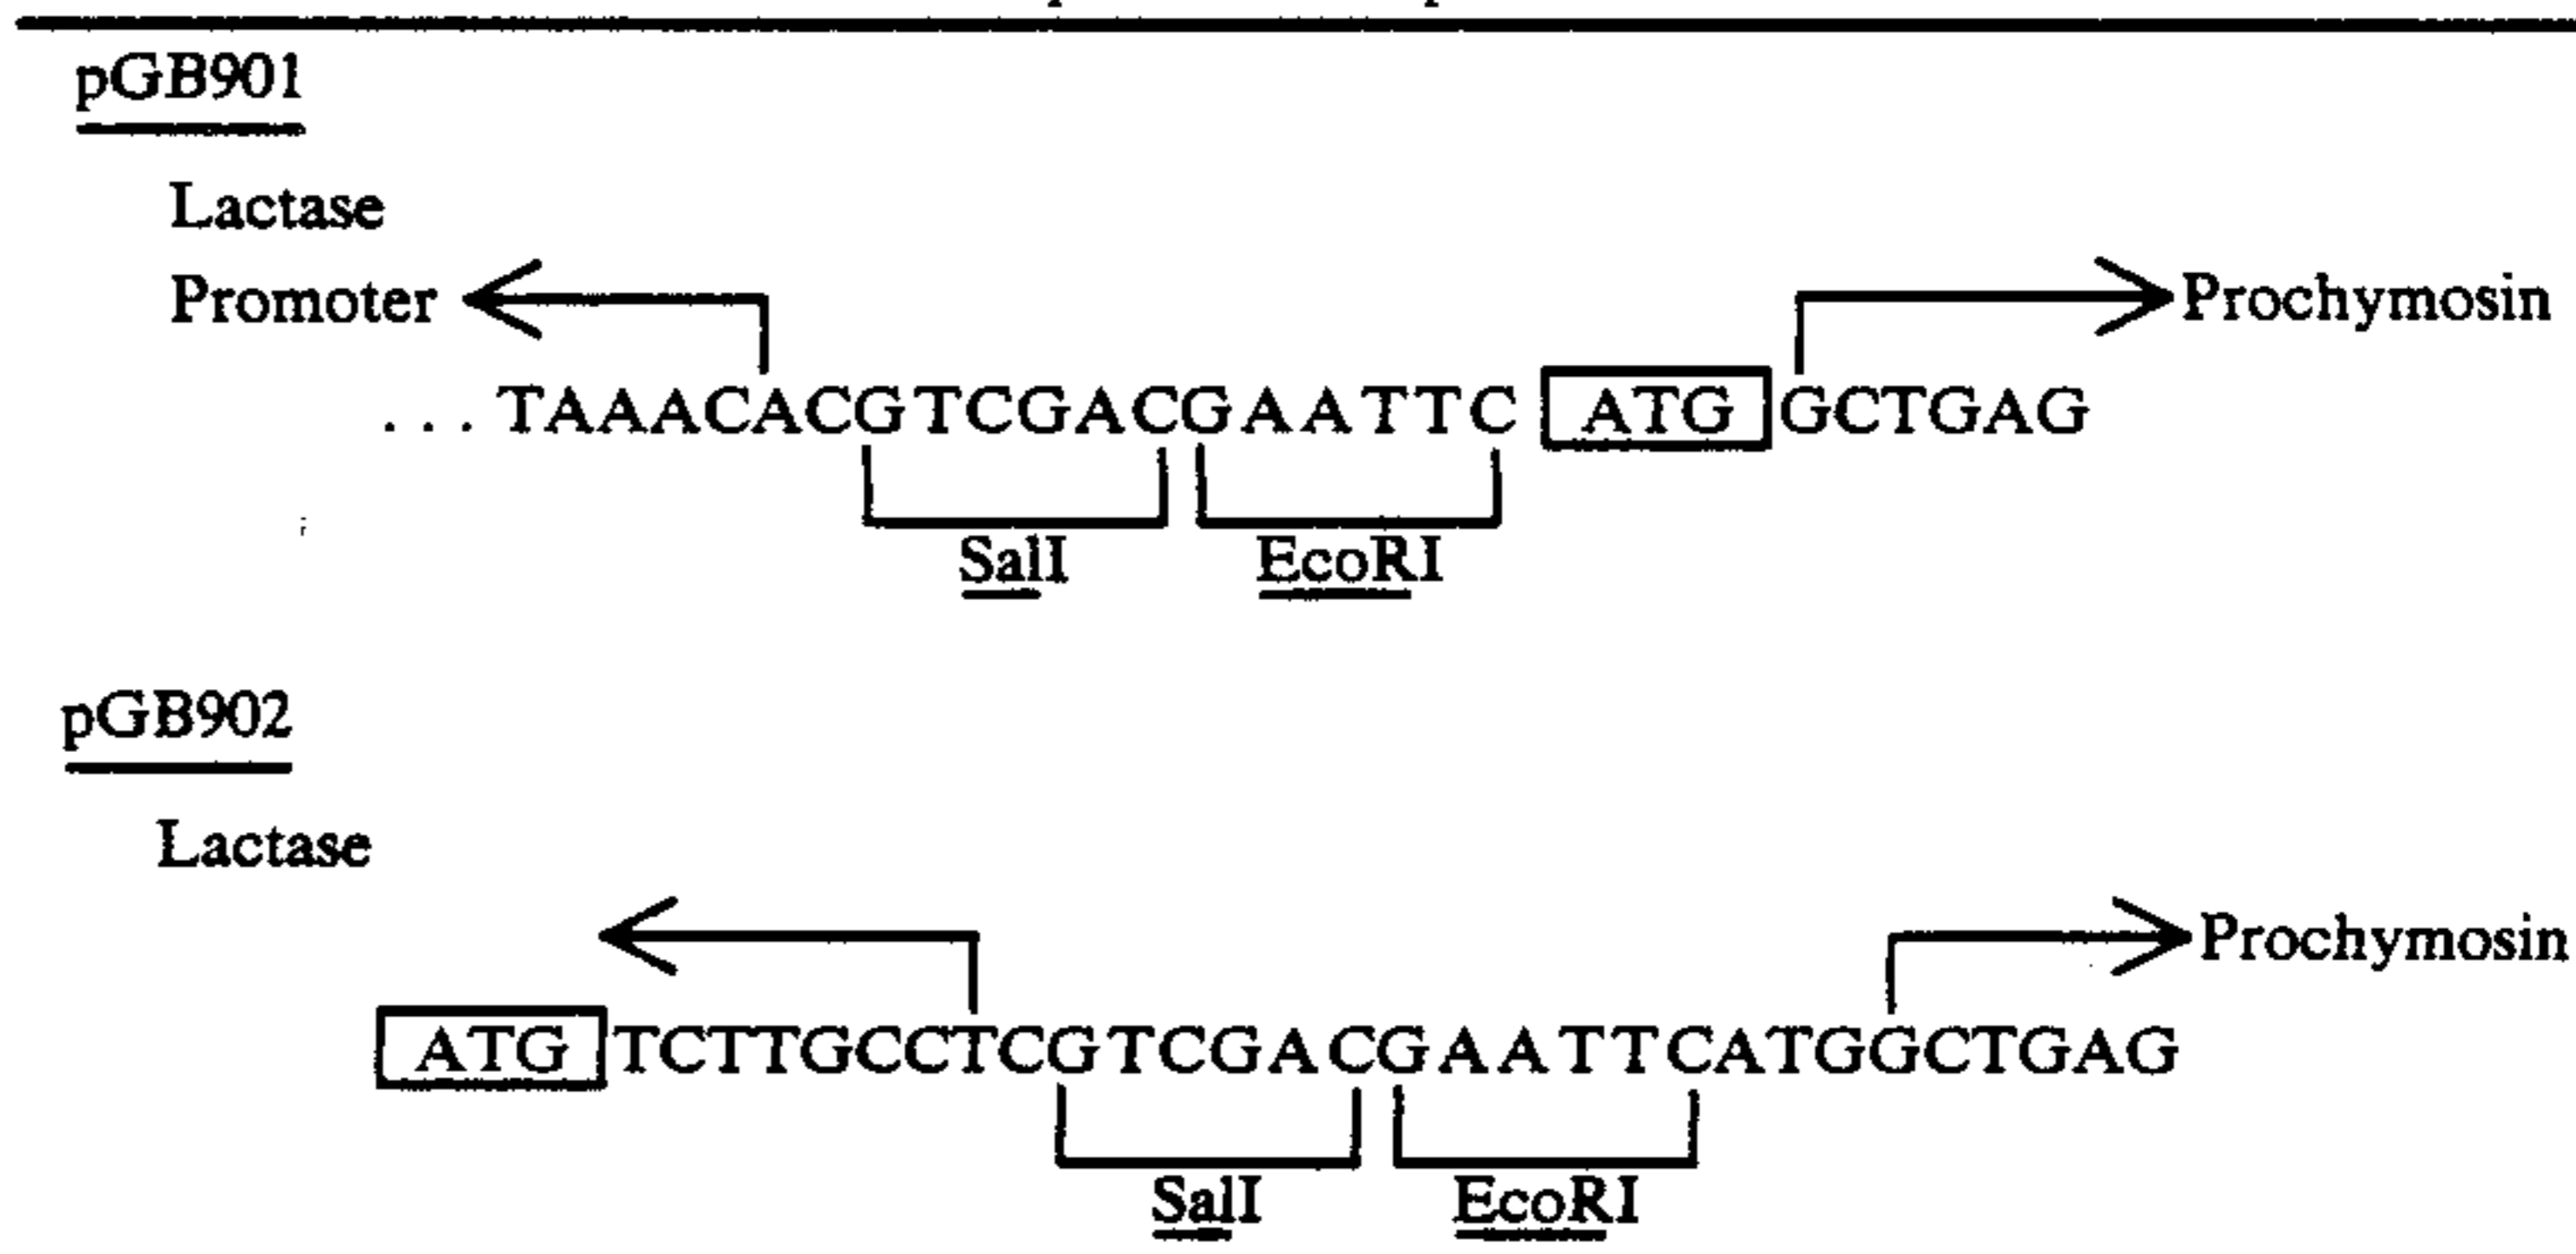 pGB901
Lactase
Promoter Prochymosin
. . . TAAACACGTCGACGAATTC ATG GCTGAG
SalI EcoRI
pGB902
Lactase
Prochymosin
ATG TCTTGCCTCGTCGACGAATTCATGGCTGAG
SalI EcoRI